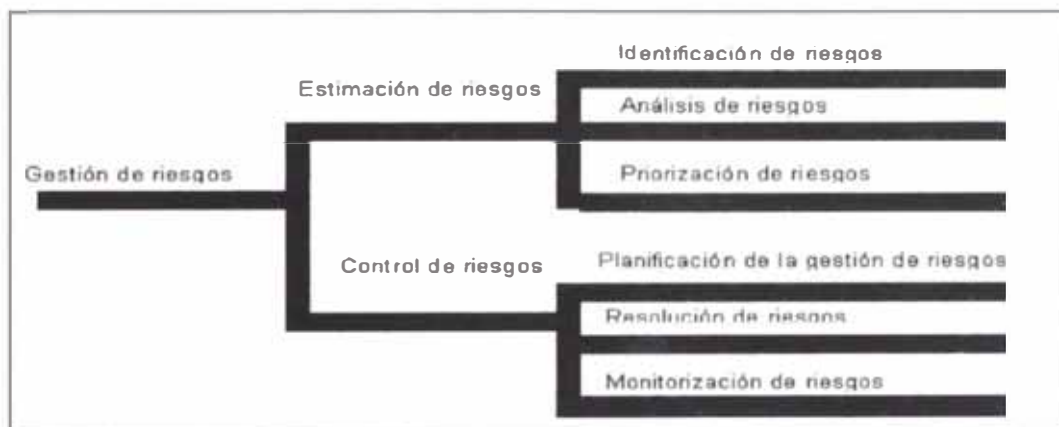 Gestión de riesgos
Estimación de riesgos
Identificación de riesgos
Análisis de riesgos
Priorización de riesgos
Control de riesgos
Planificación de la gestión de riesgos
Resolución de riesgos
Monitorización de riesgos